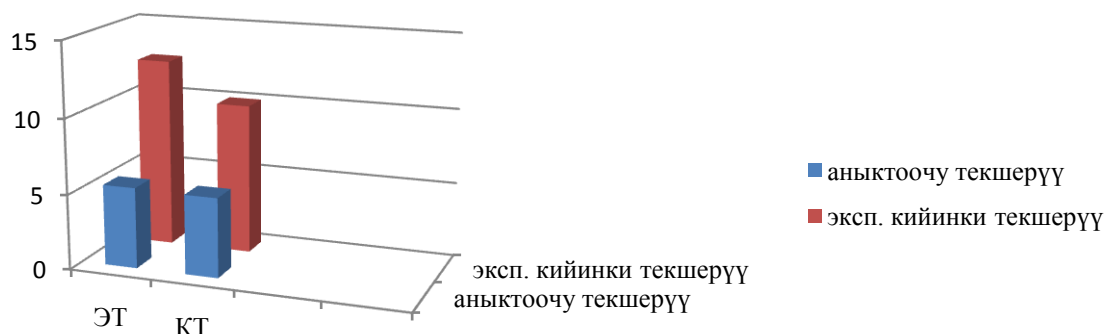 15
10
5
0
ЭТ
КТ
эксп. кийинки текшерүү
аныктоочу текшерүү
аныктоочу текшерүү
эксп. кийинки текшерүү